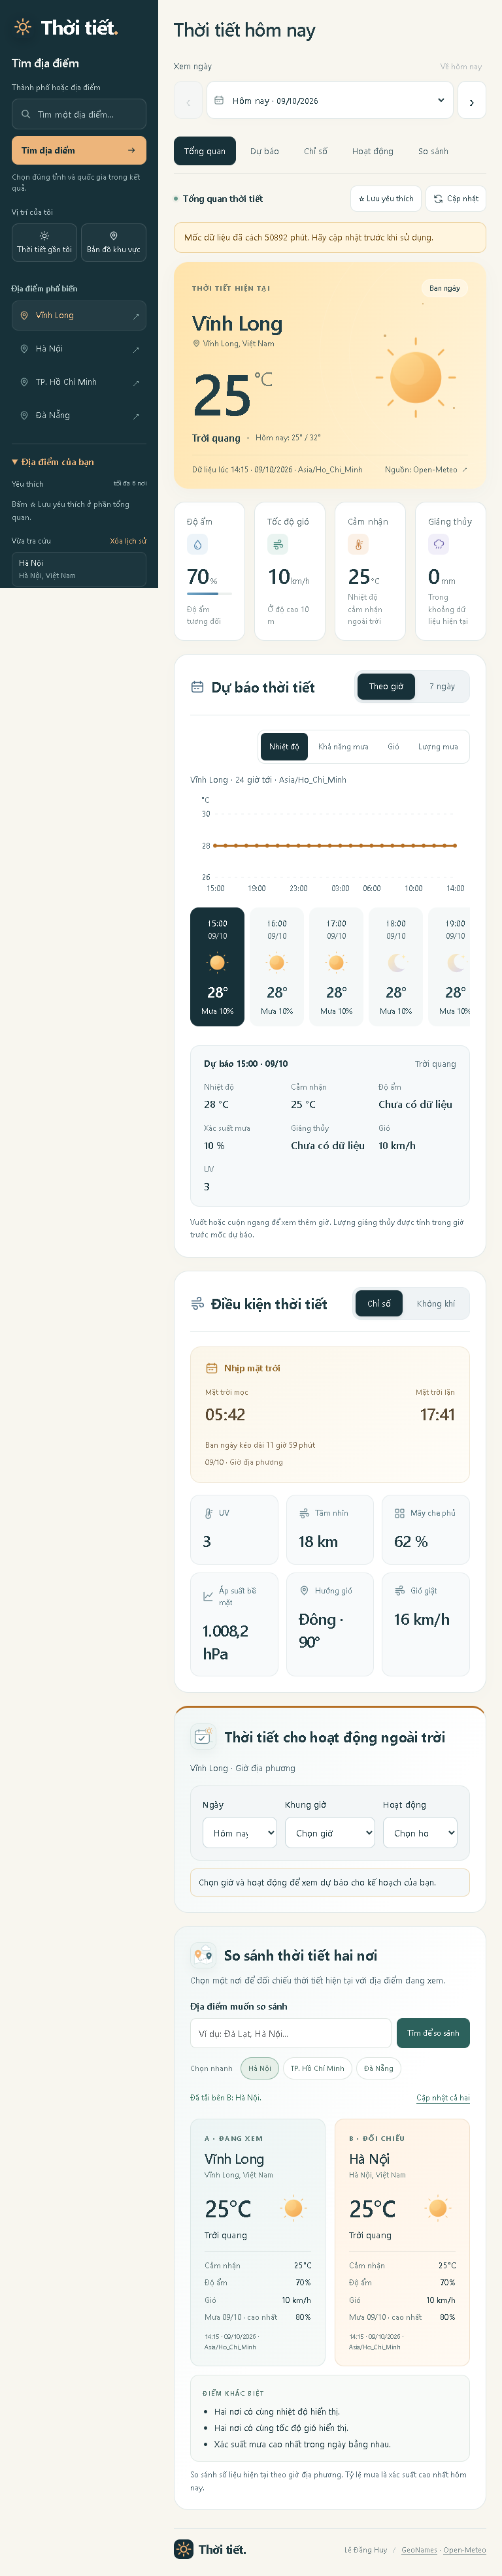 Thời tiết.
Tìm địa điểm
Thành phố hoặc địa điểm
Tìm một địa điểm...
Tìm địa điểm →
Chọn đúng tỉnh và quốc gia trong kết
quả.
Vị trí của tôi
Thời tiết gần tôi
Bản đồ khu vực
Địa điểm phổ biến
Vĩnh Long ↗
Hà Nội ↗
TP. Hồ Chí Minh ↗
Đà Nẵng ↗
▼ Địa điểm của bạn
Yêu thích tối đa 6 nơi
Bấm ☆ Lưu yêu thích ở phần tổng
quan.
Vừa tra cứu Xóa lịch sử
Hà Nội
Hà Nội, Việt Nam
Thời tiết hôm nay
Xem ngày Về hôm nay
‹ Hôm nay · 09/10/2026 ›
Tổng quan Dự báo Chỉ số Hoạt động So sánh
Tổng quan thời tiết ☆ Lưu yêu thích Cập nhật
Mốc dữ liệu đã cách 50892 phút. Hãy cập nhật trước khi sử dụng.
THỜI TIẾT HIỆN TẠI Ban ngày
Vĩnh Long
Vĩnh Long, Việt Nam
25°C
Trời quang · Hôm nay: 25° / 32°
Dữ liệu lúc 14:15 · 09/10/2026 · Asia/Ho_Chi_Minh Nguồn: Open-Meteo ↗
Độ ẩm
70%
Độ ẩm
tương đối
Tốc độ gió
10km/h
Ở độ cao 10
m
Cảm nhận
25°C
Nhiệt độ
cảm nhận
ngoài trời
Giáng thủy
0mm
Trong
khoảng dữ
liệu hiện tại
Dự báo thời tiết Theo giờ 7 ngày
Nhiệt độ Khả năng mưa Gió Lượng mưa
Vĩnh Long · 24 giờ tới · Asia/Ho_Chi_Minh
°C
30
28
26
15:00 19:00 23:00 03:00 06:00 10:00 14:00
15:00 16:00 17:00 18:00 19:00
09/10 09/10 09/10 09/10 09/10
28° 28° 28° 28° 28°
Mưa 10% Mưa 10% Mưa 10% Mưa 10% Mưa 10%
Dự báo 15:00 · 09/10 Trời quang
Nhiệt độ Cảm nhận Độ ẩm
28 °C 25 °C Chưa có dữ liệu
Xác suất mưa Giáng thủy Gió
10 % Chưa có dữ liệu 10 km/h
UV
3
Vuốt hoặc cuộn ngang để xem thêm giờ. Lượng giáng thủy được tính trong giờ
trước mốc dự báo.
Điều kiện thời tiết Chỉ số Không khí
Nhịp mặt trời
Mặt trời mọc Mặt trời lặn
05:42 17:41
Ban ngày kéo dài 11 giờ 59 phút
09/10 · Giờ địa phương
UV
3
Tầm nhìn
18 km
Mây che phủ
62 %
Áp suất bề
mặt
1.008,2
hPa
Hướng gió
Đông ·
90°
Gió giật
16 km/h
Thời tiết cho hoạt động ngoài trời
Vĩnh Long · Giờ địa phương
Ngày Khung giờ Hoạt động
Hôm nay Chọn giờ Chọn ho
Chọn giờ và hoạt động để xem dự báo cho kế hoạch của bạn.
So sánh thời tiết hai nơi
Chọn một nơi để đối chiếu thời tiết hiện tại với địa điểm đang xem.
Địa điểm muốn so sánh
Ví dụ: Đà Lạt, Hà Nội... Tìm để so sánh
Chọn nhanh Hà Nội TP. Hồ Chí Minh Đà Nẵng
Đã tải bên B: Hà Nội. Cập nhật cả hai
A · ĐANG XEM
Vĩnh Long
Vĩnh Long, Việt Nam
25°C
Trời quang
Cảm nhận 25°C
Độ ẩm 70%
Gió 10 km/h
Mưa 09/10 · cao nhất 80%
14:15 · 09/10/2026 ·
Asia/Ho_Chi_Minh
B · ĐỐI CHIẾU
Hà Nội
Hà Nội, Việt Nam
25°C
Trời quang
Cảm nhận 25°C
Độ ẩm 70%
Gió 10 km/h
Mưa 09/10 · cao nhất 80%
14:15 · 09/10/2026 ·
Asia/Ho_Chi_Minh
ĐIỂM KHÁC BIỆT
• Hai nơi có cùng nhiệt độ hiển thị.
• Hai nơi có cùng tốc độ gió hiển thị.
• Xác suất mưa cao nhất trong ngày bằng nhau.
So sánh số liệu hiện tại theo giờ địa phương. Tỷ lệ mưa là xác suất cao nhất hôm
nay.
Thời tiết. Lê Đăng Huy / GeoNames · Open-Meteo